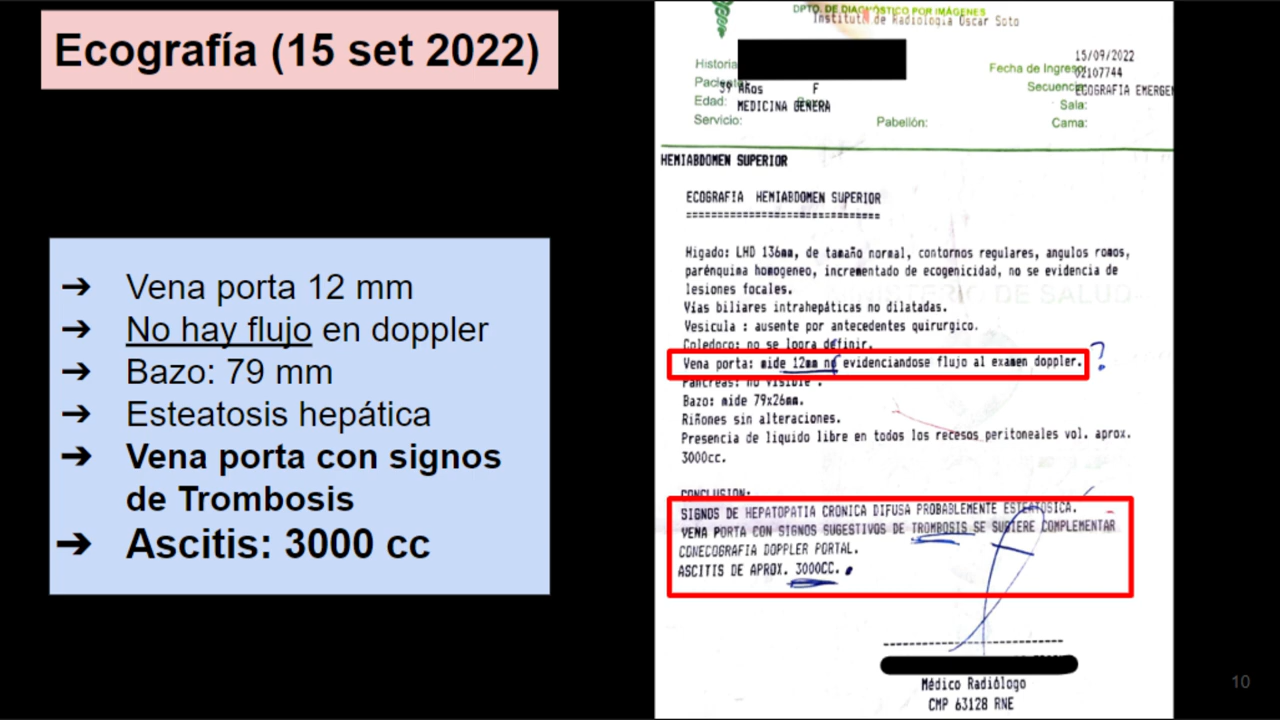 Ecografía (15 set 2022)
➔ Vena porta 12 mm
➔ No hay flujo en doppler
➔ Bazo: 79 mm
➔ Esteatosis hepática
➔ Vena porta con signos
de Trombosis
➔ Ascitis: 3000 cc
DPTO. DE DIAGNÓSTICO POR IMÁGENES
Instituto de Radiología Oscar Soto
15/09/2022
Historia
Fecha de Ingreso:
02107744
Paciente:
39 Años F
Secuencia:
ECOGRAFIA EMERGEN
Edad:
MEDICINA GENERA
Sala:
Servicio:
Pabellón:
Cama:
HEMIABDOMEN SUPERIOR
ECOGRAFIA HEMIABDOMEN SUPERIOR
==============================
Higado: LHD 136mm, de tamaño normal, contornos regulares, angulos romos,
parénquima homogeneo, incrementado de ecogenicidad, no se evidencia de
lesiones focales.
Vías biliares intrahepáticas no dilatadas.
Vesicula : ausente por antecedentes quirurgico.
Coledoco: no se logra definir.
Vena porta: mide 12mm no evidenciandose flujo al examen doppler. ?
Pancreas: no visible .
Bazo: mide 79x26mm.
Riñones sin alteraciones.
Presencia de liquido libre en todos los recesos peritoneales vol. aprox.
3000cc.
CONCLUSION:
SIGNOS DE HEPATOPATIA CRONICA DIFUSA PROBABLEMENTE ESTEATOSICA.
VENA PORTA CON SIGNOS SUGESTIVOS DE TROMBOSIS SE SUGIERE COMPLEMENTAR
CONECOGRAFIA DOPPLER PORTAL.
ASCITIS DE APROX. 3000CC.
MINISTERIO DE SALUD
Médico Radiólogo
CMP 63128 RNE
10